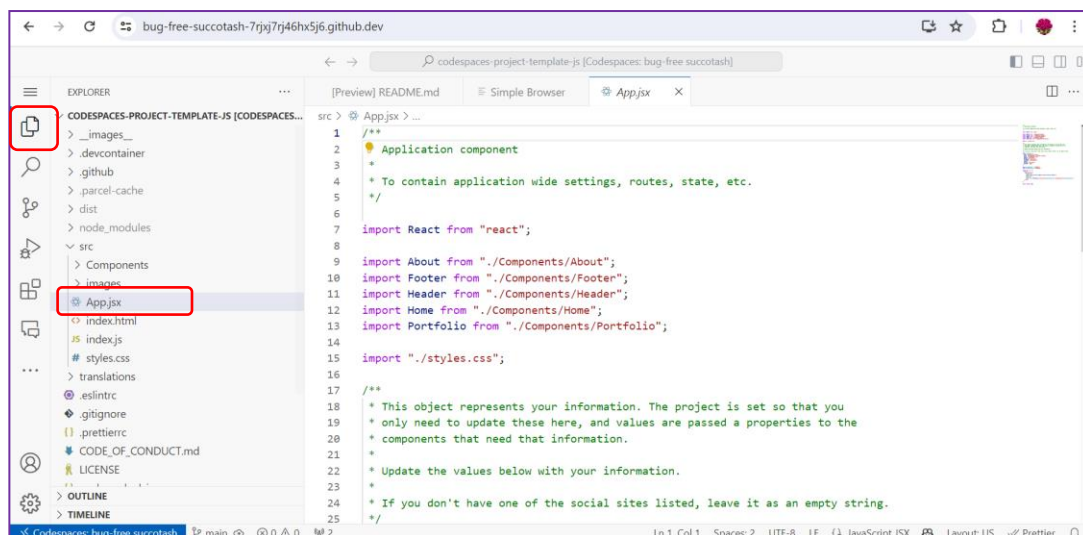 bug-free-succotash-7rjxj7rj46hx5j6.github.dev
codespaces-project-template-js [Codespaces: bug-free succotash]
EXPLORER
[Preview] README.md
Simple Browser
App.jsx
CODESPACES-PROJECT-TEMPLATE-JS [CODESPACES...
__images__
.devcontainer
.github
.parcel-cache
dist
node_modules
src
Components
images
App.jsx
index.html
JS index.js
# styles.css
translations
.eslintrc
.gitignore
{} .prettierrc
CODE_OF_CONDUCT.md
LICENSE
OUTLINE
TIMELINE
src > App.jsx > ...
1 /**
2 Application component
3 *
4 * To contain application wide settings, routes, state, etc.
5 */
6
7 import React from "react";
8
9 import About from "./Components/About";
10 import Footer from "./Components/Footer";
11 import Header from "./Components/Header";
12 import Home from "./Components/Home";
13 import Portfolio from "./Components/Portfolio";
14
15 import "./styles.css";
16
17 /**
18 * This object represents your information. The project is set so that you
19 * only need to update these here, and values are passed a properties to the
20 * components that need that information.
21 *
22 * Update the values below with your information.
23 *
24 * If you don't have one of the social sites listed, leave it as an empty string.
25 */
Codespaces: bug-free succotash main 0 0 2 Ln 1, Col 1 Spaces: 2 UTF-8 LF {} JavaScript JSX Layout: US Prettier